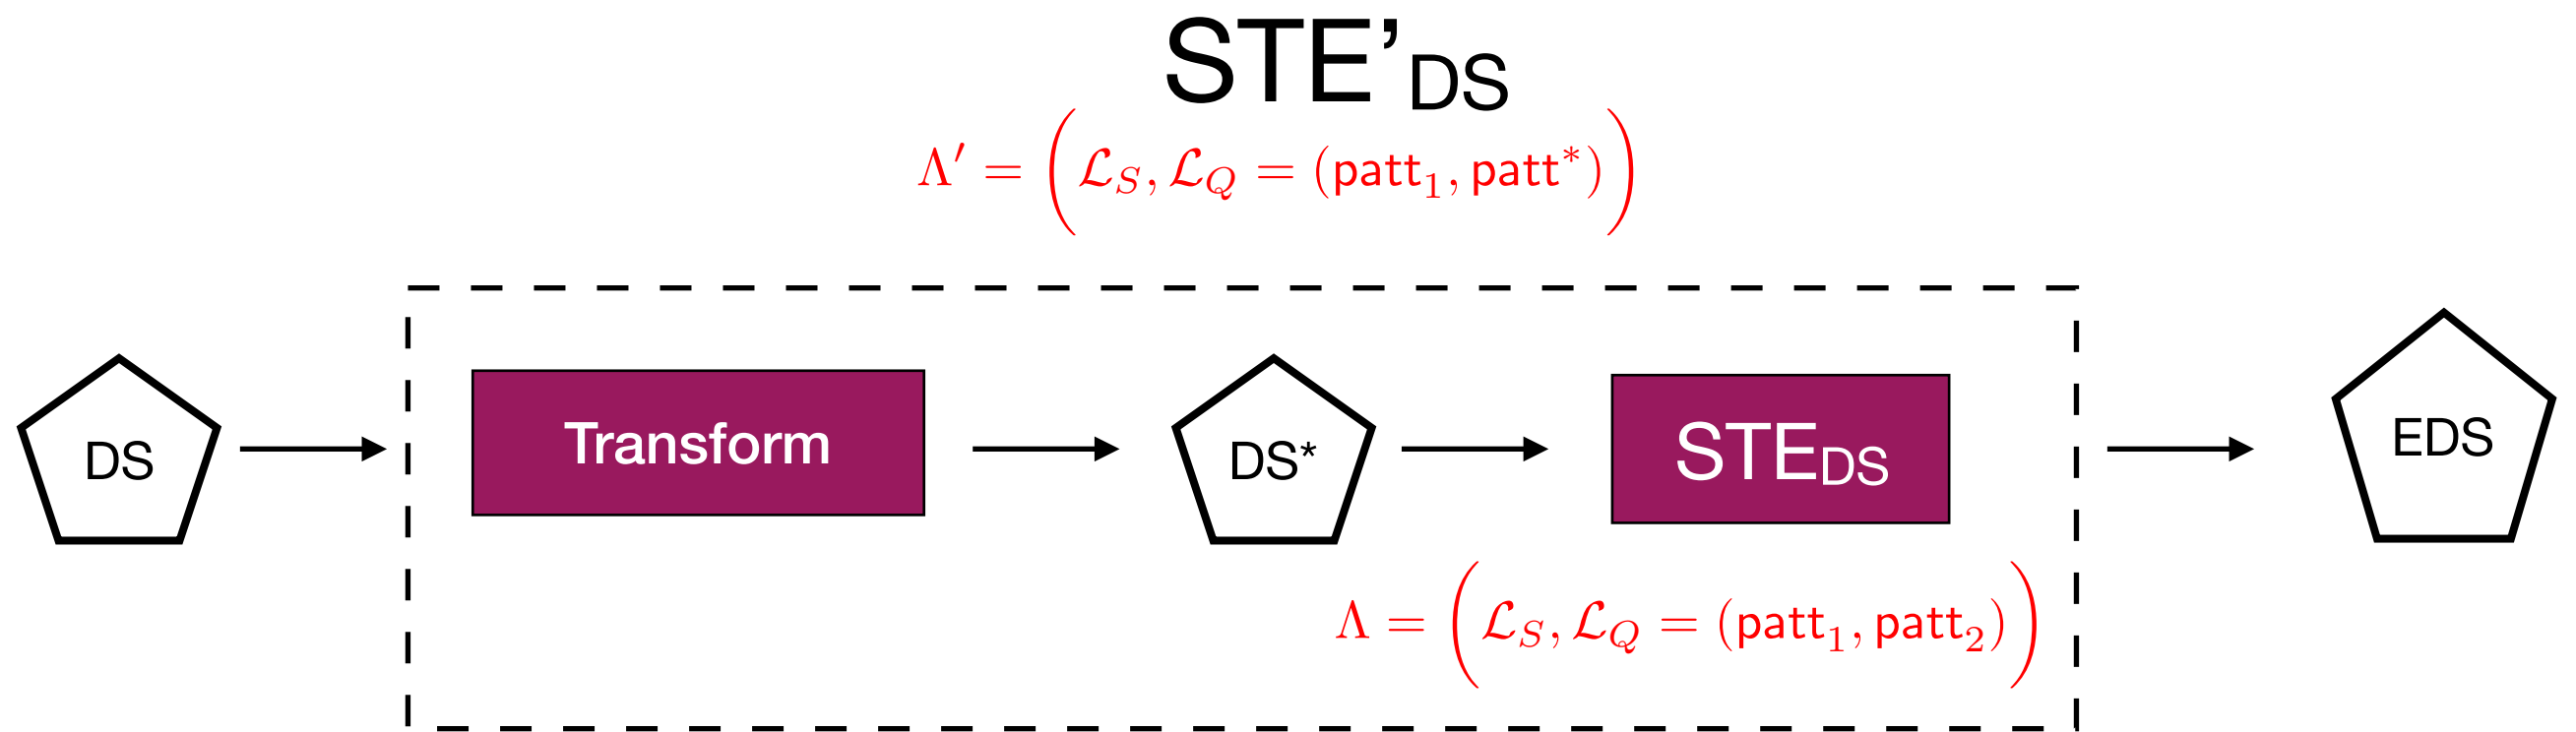 STE’DS
Λ′ = (ℒS, ℒQ = (patt1, patt*))
DS
Transform
DS*
STEDS
EDS
Λ = (ℒS, ℒQ = (patt1, patt2))